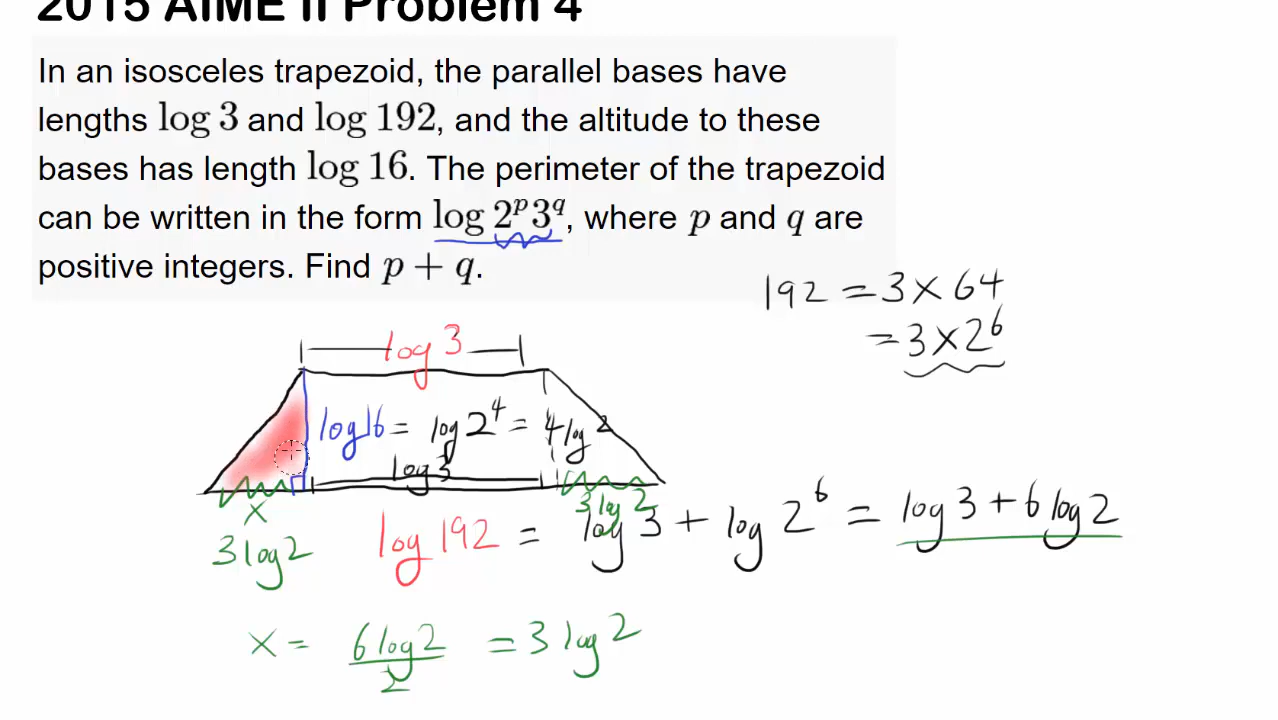 2015 AIME II Problem 4
In an isosceles trapezoid, the parallel bases have
lengths log 3 and log 192, and the altitude to these
bases has length log 16. The perimeter of the trapezoid
can be written in the form log 2^p 3^q, where p and q are
positive integers. Find p + q.
192 = 3 × 64
= 3 × 2^6
log 3
log 16 = log 2^4 = 4 log 2
log 3
x
3 log 2
3 log 2
log 192 = log 3 + log 2^6 = log 3 + 6 log 2
x = 6 log 2 / 2 = 3 log 2